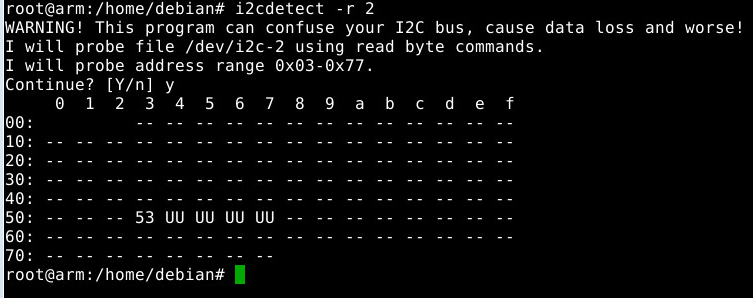 root@arm:/home/debian# i2cdetect -r 2
WARNING! This program can confuse your I2C bus, cause data loss and worse!
I will probe file /dev/i2c-2 using read byte commands.
I will probe address range 0x03-0x77.
Continue? [Y/n] y
     0  1  2  3  4  5  6  7  8  9  a  b  c  d  e  f
00:          -- -- -- -- -- -- -- -- -- -- -- -- --
10: -- -- -- -- -- -- -- -- -- -- -- -- -- -- -- --
20: -- -- -- -- -- -- -- -- -- -- -- -- -- -- -- --
30: -- -- -- -- -- -- -- -- -- -- -- -- -- -- -- --
40: -- -- -- -- -- -- -- -- -- -- -- -- -- -- -- --
50: -- -- -- 53 UU UU UU UU -- -- -- -- -- -- -- --
60: -- -- -- -- -- -- -- -- -- -- -- -- -- -- -- --
70: -- -- -- -- -- -- -- --
root@arm:/home/debian#